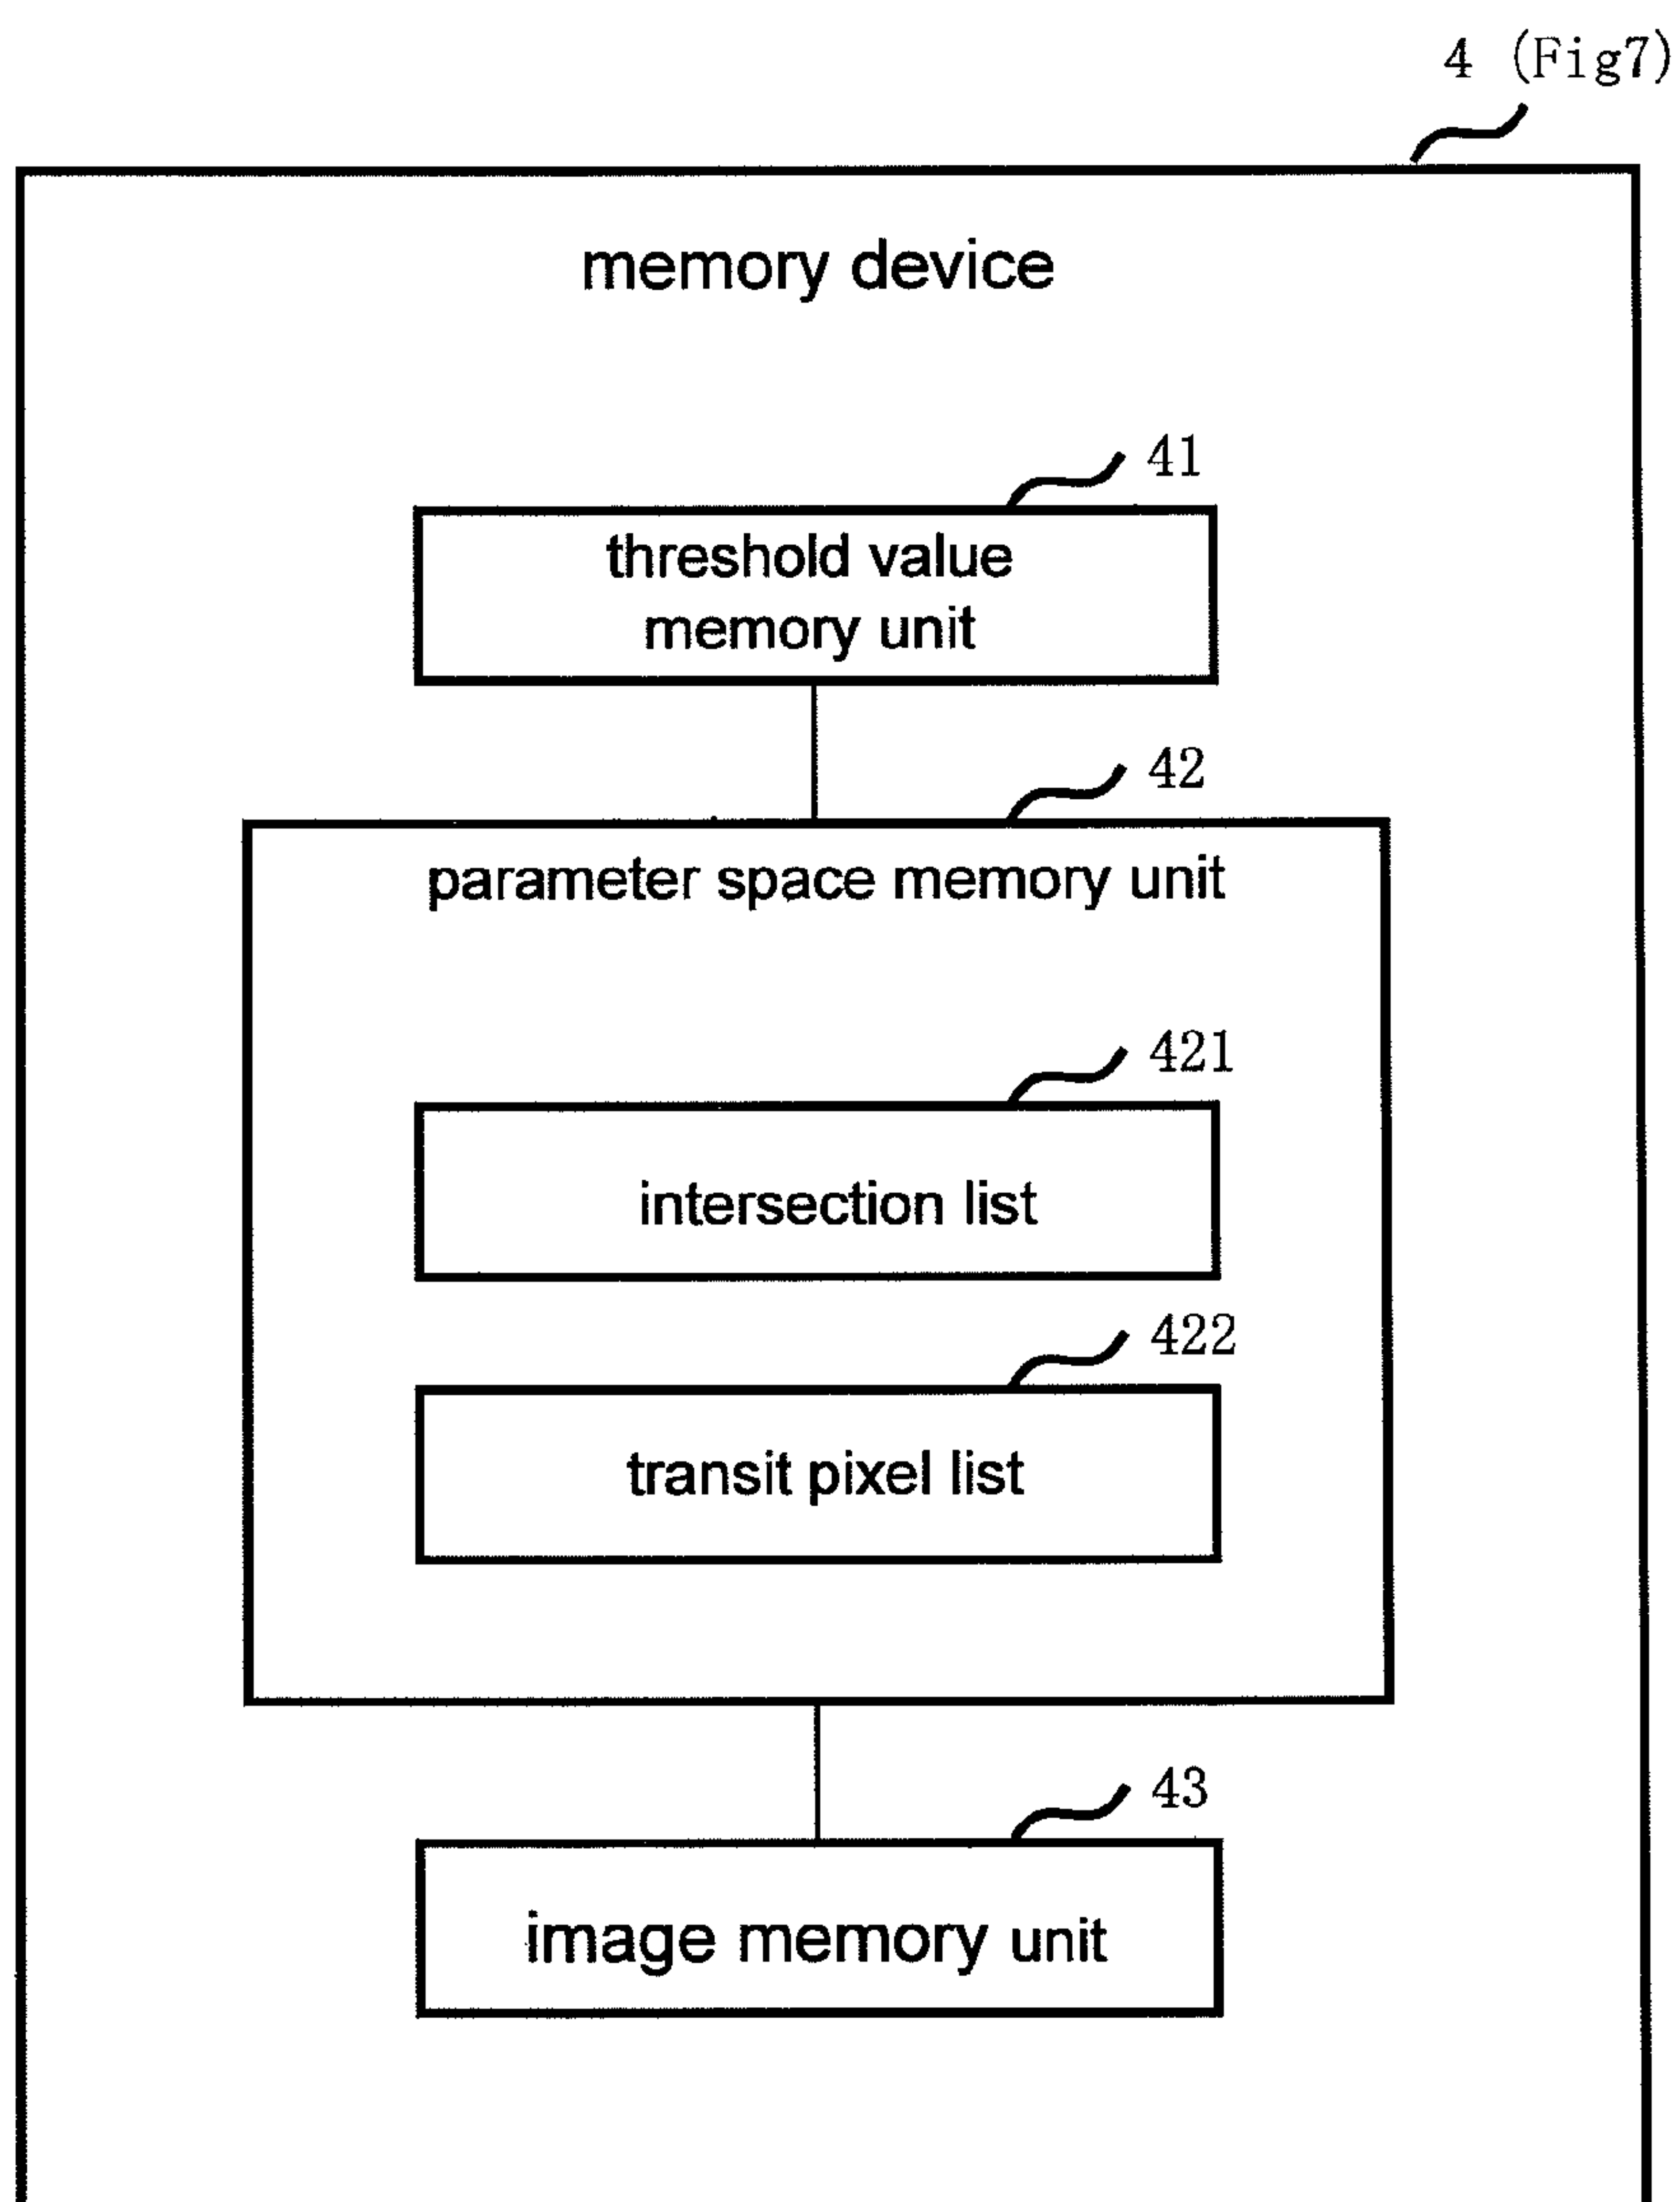 4 (Fig7)
memory device
41
threshold value
memory unit
42
parameter space memory unit
421
intersection list
422
transit pixel list
43
image memory unit